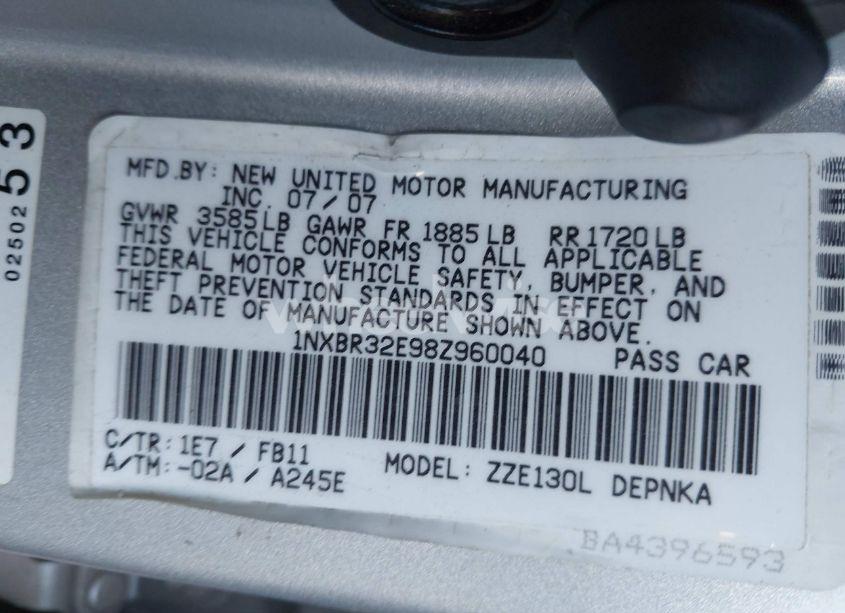 53
02502
MFD.BY: NEW UNITED MOTOR MANUFACTURING
INC. 07/07
GVWR 3585LB GAWR FR 1885LB RR1720LB
THIS VEHICLE CONFORMS TO ALL APPLICABLE
FEDERAL MOTOR VEHICLE SAFETY, BUMPER, AND
THEFT PREVENTION STANDARDS IN EFFECT ON
THE DATE OF MANUFACTURE SHOWN ABOVE.
1NXBR32E98Z960040 PASS CAR
C/TR: 1E7 / FB11
A/TM: -02A / A245E
MODEL: ZZE130L DEPNKA
BA4396593